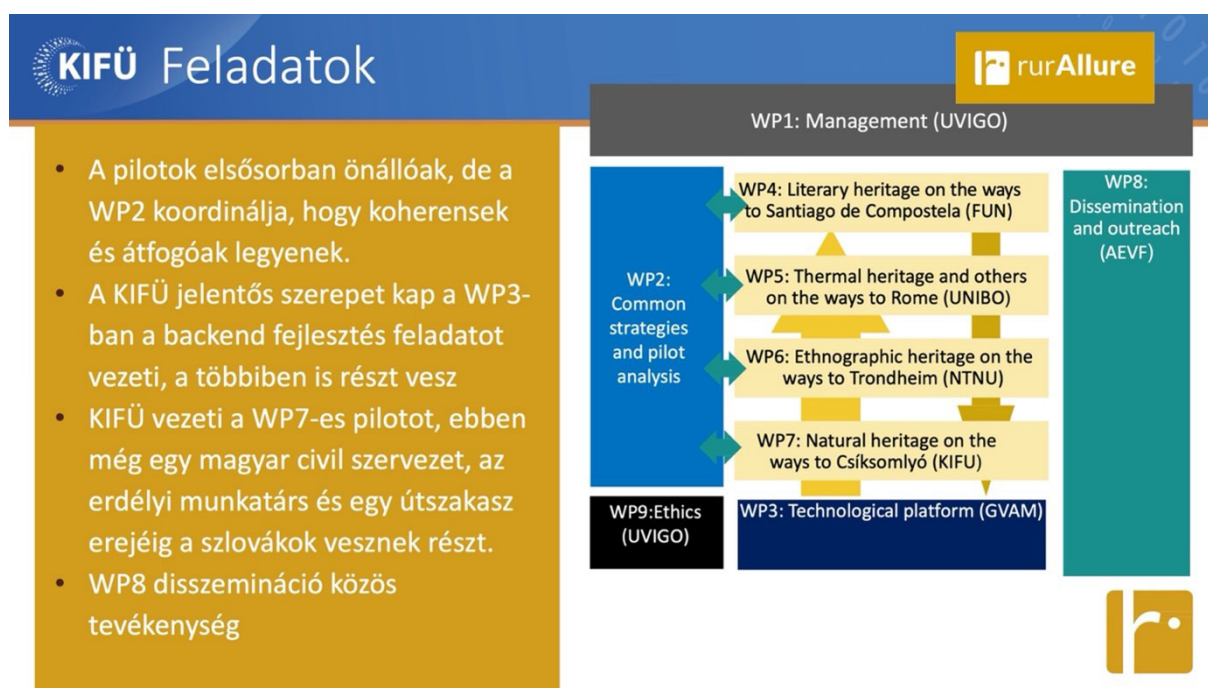 KIFÜ Feladatok
rurAllure
• A pilotok elsősorban önállóak, de a
WP2 koordinálja, hogy koherensek
és átfogóak legyenek.
• A KIFÜ jelentős szerepet kap a WP3-
ban a backend fejlesztés feladatot
vezeti, a többiben is részt vesz
• KIFÜ vezeti a WP7-es pilotot, ebben
még egy magyar civil szervezet, az
erdélyi munkatárs és egy útszakasz
erejéig a szlovákok vesznek részt.
• WP8 disszemináció közös
tevékenység
WP1: Management (UVIGO)
WP2:
Common
strategies
and pilot
analysis
WP4: Literary heritage on the ways
to Santiago de Compostela (FUN)
WP5: Thermal heritage and others
on the ways to Rome (UNIBO)
WP6: Ethnographic heritage on the
ways to Trondheim (NTNU)
WP7: Natural heritage on the
ways to Csíksomlyó (KIFU)
WP8:
Dissemination
and outreach
(AEVF)
WP9:Ethics
(UVIGO)
WP3: Technological platform (GVAM)